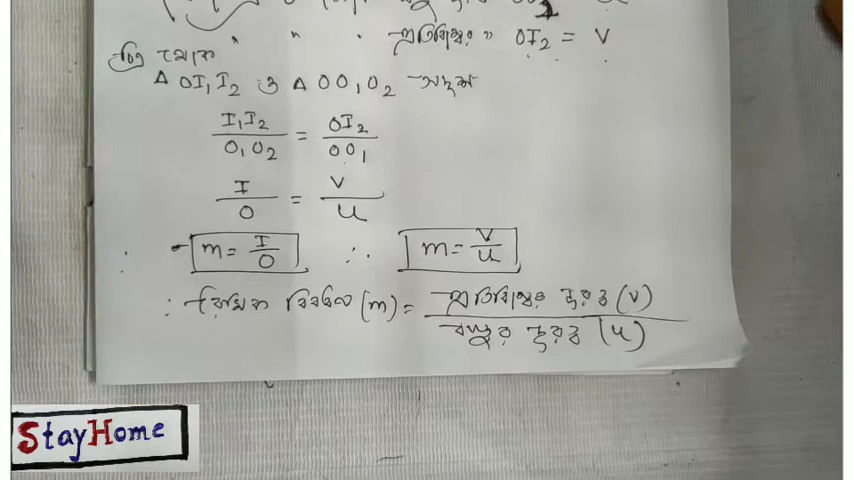 " " " প্রতিবিম্বের " OI₂ = V
চিত্র থেকে
Δ OI₁I₂ ও Δ OO₁O₂ সদৃশ
I₁I₂ / O₁O₂ = OI₂ / OO₁
I / O = V / u
m = I / O ∴ m = V / u
∴ রৈখিক বিবর্ধন (m) = প্রতিবিম্বের দূরত্ব (v) / বস্তুর দূরত্ব (u)
StayHome